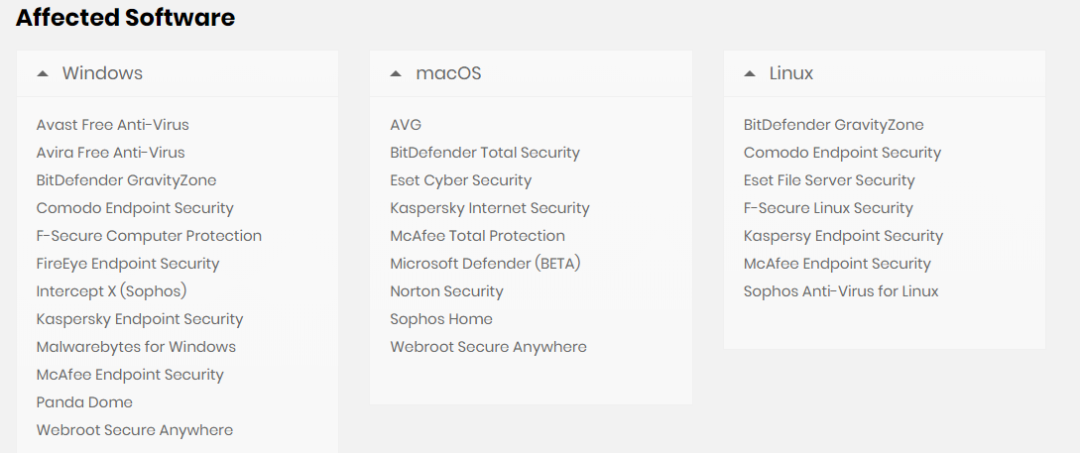 Affected Software
Windows
Avast Free Anti-Virus
Avira Free Anti-Virus
BitDefender GravityZone
Comodo Endpoint Security
F-Secure Computer Protection
FireEye Endpoint Security
Intercept X (Sophos)
Kaspersky Endpoint Security
Malwarebytes for Windows
McAfee Endpoint Security
Panda Dome
Webroot Secure Anywhere
macOS
AVG
BitDefender Total Security
Eset Cyber Security
Kaspersky Internet Security
McAfee Total Protection
Microsoft Defender (BETA)
Norton Security
Sophos Home
Webroot Secure Anywhere
Linux
BitDefender GravityZone
Comodo Endpoint Security
Eset File Server Security
F-Secure Linux Security
Kaspersy Endpoint Security
McAfee Endpoint Security
Sophos Anti-Virus for Linux